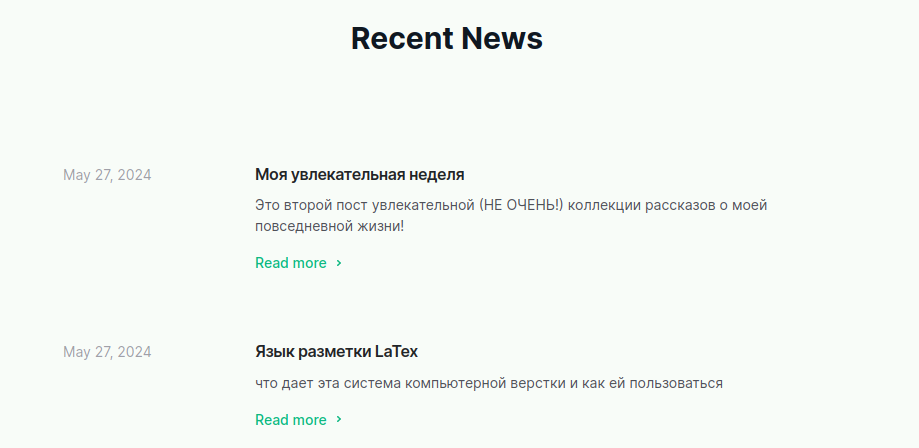 Recent News
May 27, 2024
Моя увлекательная неделя
Это второй пост увлекательной (НЕ ОЧЕНЬ!) коллекции рассказов о моей
повседневной жизни!
Read more
May 27, 2024
Язык разметки LaTex
что дает эта система компьютерной верстки и как ей пользоваться
Read more